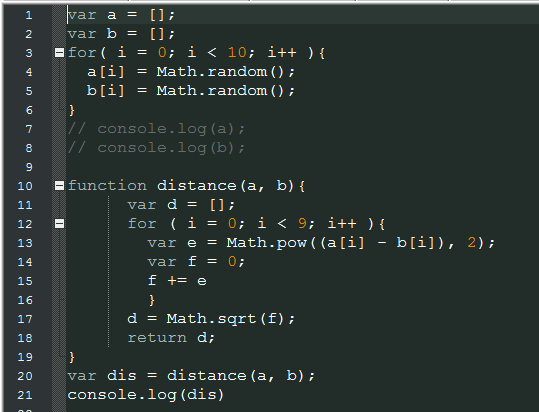 1 var a = [];
2 var b = [];
3 for( i = 0; i < 10; i++ ){
4 a[i] = Math.random();
5 b[i] = Math.random();
6 }
7 // console.log(a);
8 // console.log(b);
9
10 function distance(a, b){
11 var d = [];
12 for ( i = 0; i < 9; i++ ){
13 var e = Math.pow((a[i] - b[i]), 2);
14 var f = 0;
15 f += e
16 }
17 d = Math.sqrt(f);
18 return d;
19 }
20 var dis = distance(a, b);
21 console.log(dis)